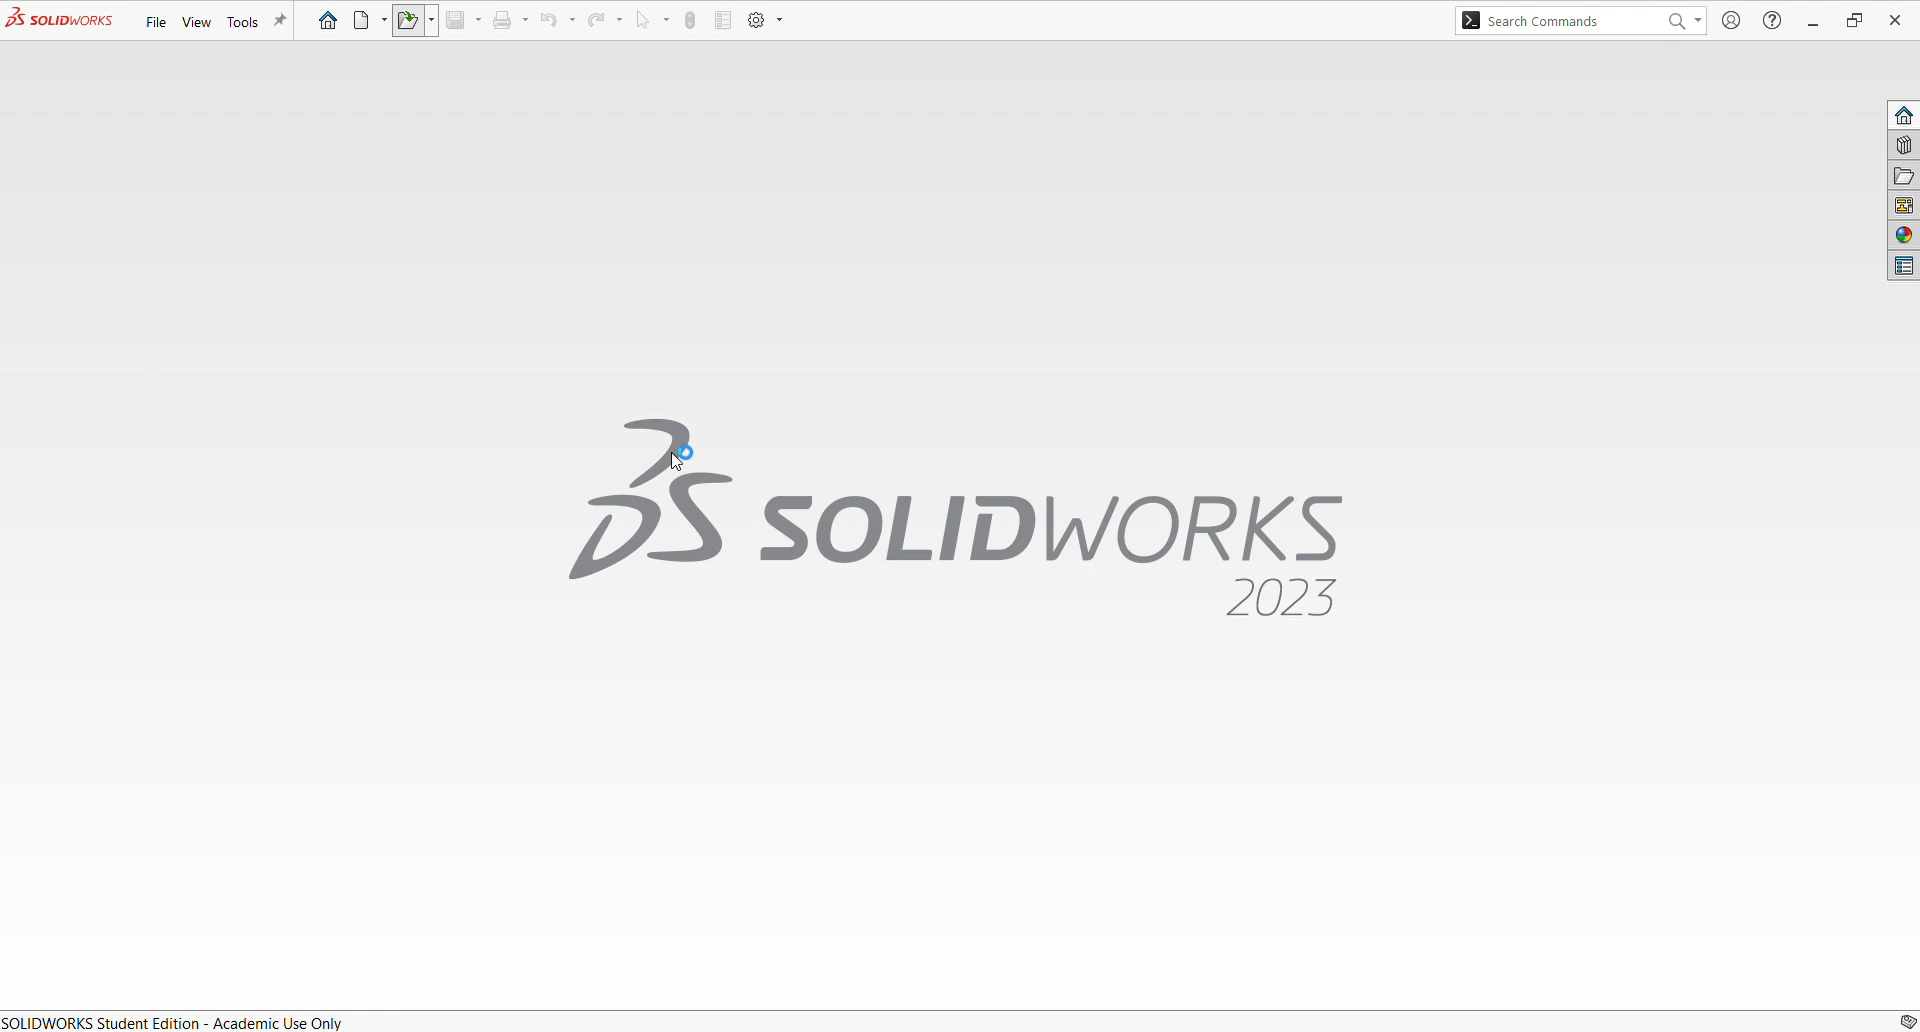 SOLIDWORKS File View Tools Search Commands
SOLIDWORKS
2023
SOLIDWORKS Student Edition - Academic Use Only